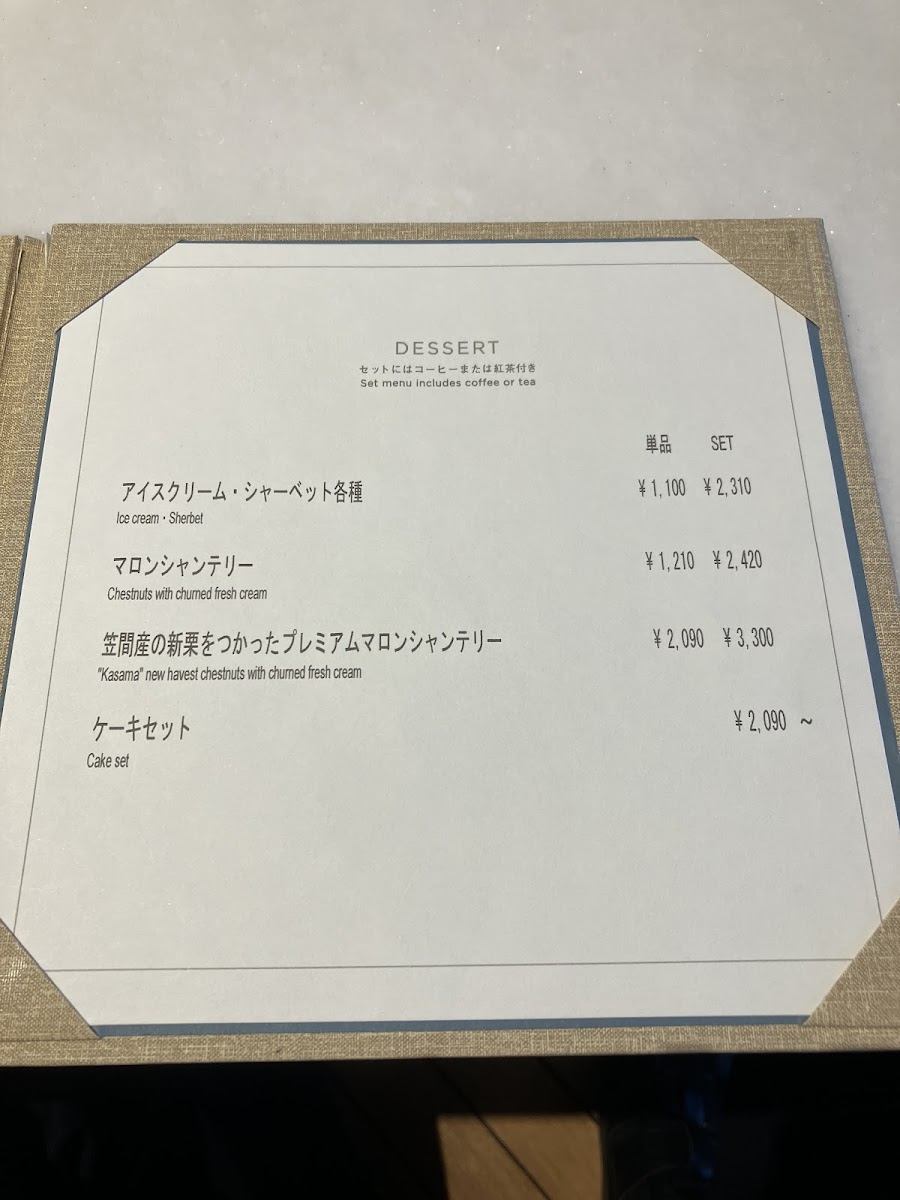 DESSERT
セットにはコーヒーまたは紅茶付き
Set menu includes coffee or tea
単品 SET
アイスクリーム・シャーベット各種 ¥1,100 ¥2,310
Ice cream・Sherbet
マロンシャンテリー ¥1,210 ¥2,420
Chestnuts with churned fresh cream
笠間産の新栗をつかったプレミアムマロンシャンテリー ¥2,090 ¥3,300
"Kasama" new havest chestnuts with churned fresh cream
ケーキセット ¥2,090 ～
Cake set